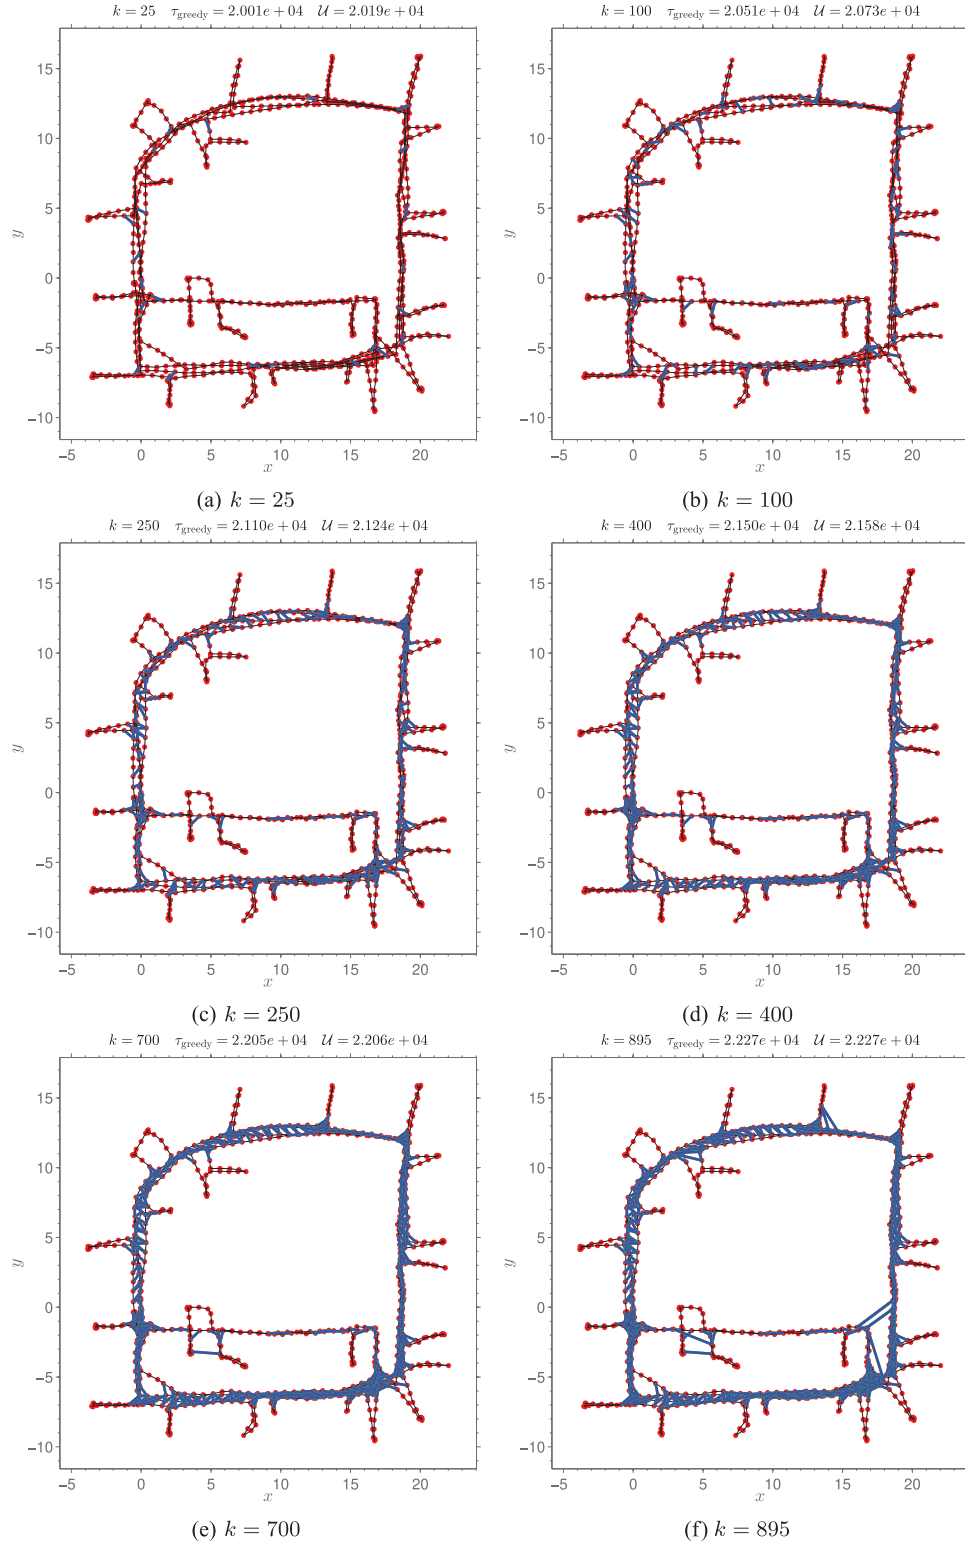 k = 25 τgreedy = 2.001e + 04 𝒰 = 2.019e + 04
k = 100 τgreedy = 2.051e + 04 𝒰 = 2.073e + 04
15
10
5
0
−5
−10
y
−5 0 5 10 15 20
x
15
10
5
0
−5
−10
y
−5 0 5 10 15 20
x
(a) k = 25
(b) k = 100
k = 250 τgreedy = 2.110e + 04 𝒰 = 2.124e + 04
k = 400 τgreedy = 2.150e + 04 𝒰 = 2.158e + 04
15
10
5
0
−5
−10
y
−5 0 5 10 15 20
x
15
10
5
0
−5
−10
y
−5 0 5 10 15 20
x
(c) k = 250
(d) k = 400
k = 700 τgreedy = 2.205e + 04 𝒰 = 2.206e + 04
k = 895 τgreedy = 2.227e + 04 𝒰 = 2.227e + 04
15
10
5
0
−5
−10
y
−5 0 5 10 15 20
x
15
10
5
0
−5
−10
y
−5 0 5 10 15 20
x
(e) k = 700
(f) k = 895